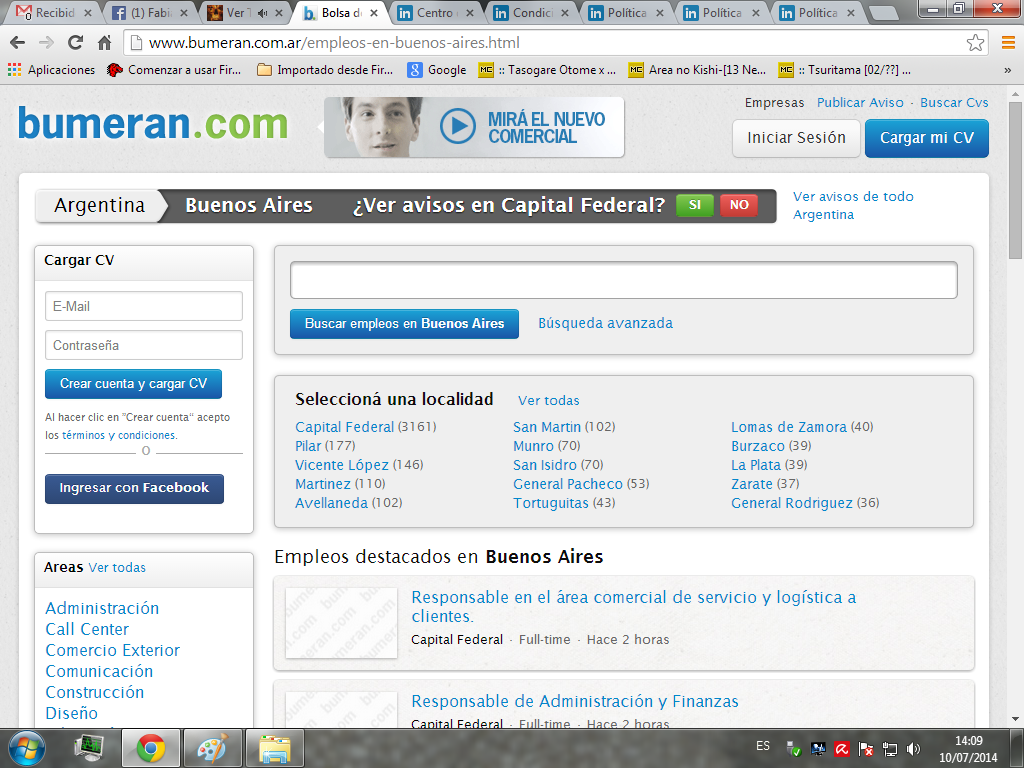 Recibid
(1) Fabi
Ver T
Bolsa de
Centro
Condici
Política
Política
Política
www.bumeran.com.ar/empleos-en-buenos-aires.html
Aplicaciones
Comenzar a usar Fir...
Importado desde Fir...
Google
:: Tasogare Otome x ...
Area no Kishi-[13 Ne...
:: Tsuritama [02/??] ...
»
bumeran.com
MIRÁ EL NUEVO
COMERCIAL
Empresas Publicar Aviso · Buscar Cvs
Iniciar Sesión
Cargar mi CV
Argentina
Buenos Aires
¿Ver avisos en Capital Federal?
SI
NO
Ver avisos de todo
Argentina
Cargar CV
E-Mail
Contraseña
Crear cuenta y cargar CV
Al hacer clic en "Crear cuenta" acepto
los términos y condiciones.
O
Ingresar con Facebook
Buscar empleos en Buenos Aires
Búsqueda avanzada
Seleccioná una localidad Ver todas
Capital Federal (3161)
Pilar (177)
Vicente López (146)
Martinez (110)
Avellaneda (102)
San Martin (102)
Munro (70)
San Isidro (70)
General Pacheco (53)
Tortuguitas (43)
Lomas de Zamora (40)
Burzaco (39)
La Plata (39)
Zarate (37)
General Rodriguez (36)
Areas Ver todas
Administración
Call Center
Comercio Exterior
Comunicación
Construcción
Diseño
Empleos destacados en Buenos Aires
Responsable en el área comercial de servicio y logística a
clientes.
Capital Federal · Full-time · Hace 2 horas
Responsable de Administración y Finanzas
Capital Federal · Full-time · Hace 2 horas
ES
14:09
10/07/2014